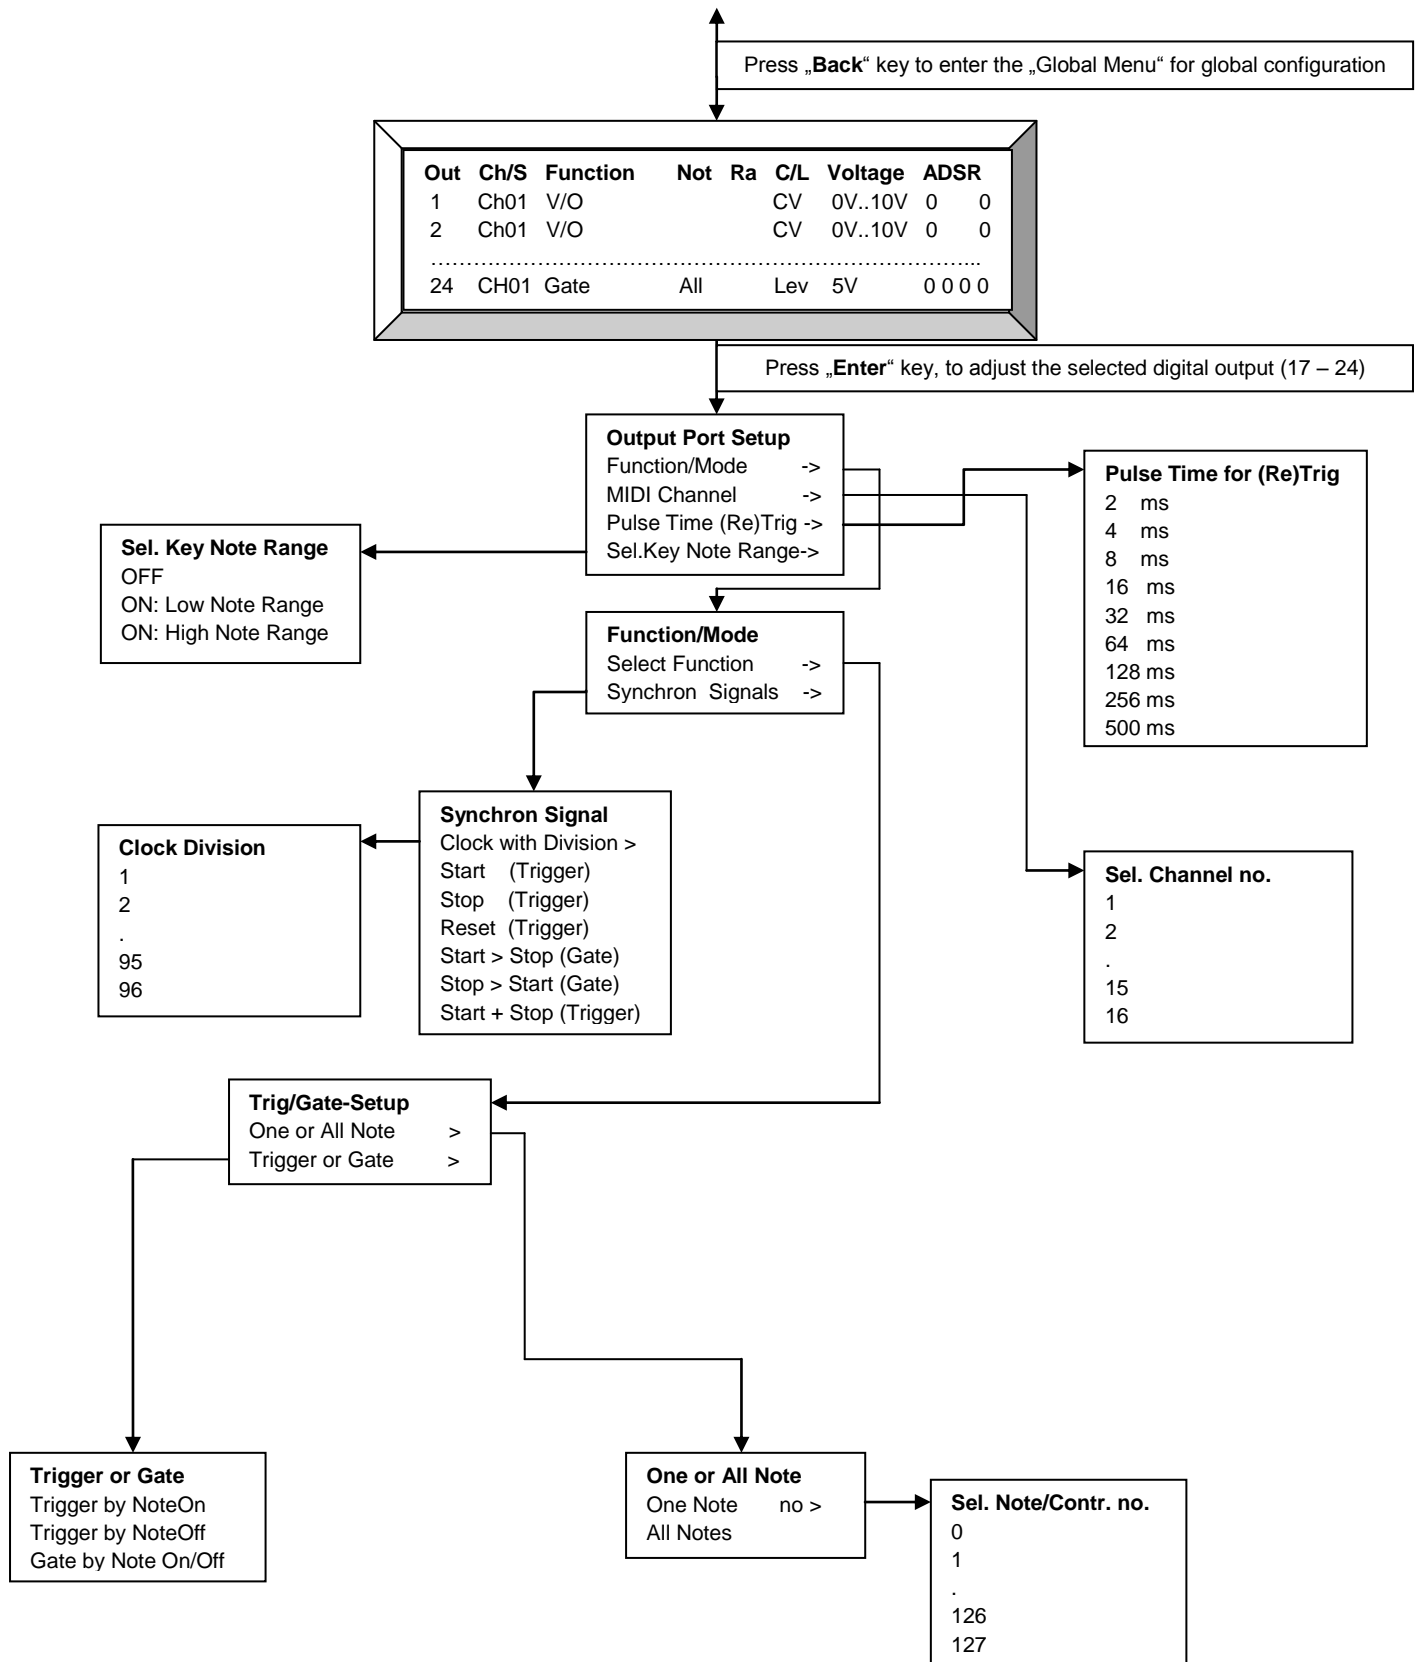 Press „Back“ key to enter the „Global Menu“ for global configuration
Out Ch/S Function Not Ra C/L Voltage ADSR
1 Ch01 V/O CV 0V..10V 0 0
2 Ch01 V/O CV 0V..10V 0 0
…………………………………………………………………...
24 CH01 Gate All Lev 5V 0 0 0 0
Press „Enter“ key, to adjust the selected digital output (17 – 24)
Output Port Setup
Function/Mode ->
MIDI Channel ->
Pulse Time (Re)Trig ->
Sel.Key Note Range->
Pulse Time for (Re)Trig
2 ms
4 ms
8 ms
16 ms
32 ms
64 ms
128 ms
256 ms
500 ms
Sel. Key Note Range
OFF
ON: Low Note Range
ON: High Note Range
Function/Mode
Select Function ->
Synchron Signals ->
Synchron Signal
Clock with Division >
Start (Trigger)
Stop (Trigger)
Reset (Trigger)
Start > Stop (Gate)
Stop > Start (Gate)
Start + Stop (Trigger)
Clock Division
1
2
.
95
96
Sel. Channel no.
1
2
.
15
16
Trig/Gate-Setup
One or All Note >
Trigger or Gate >
Trigger or Gate
Trigger by NoteOn
Trigger by NoteOff
Gate by Note On/Off
One or All Note
One Note no >
All Notes
Sel. Note/Contr. no.
0
1
.
126
127